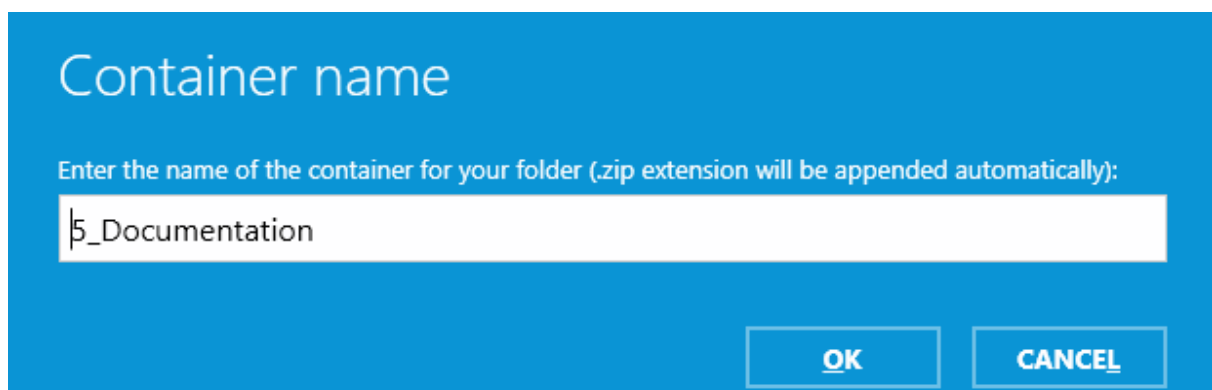 Container name
Enter the name of the container for your folder (.zip extension will be appended automatically):
5_Documentation
OK
CANCEL